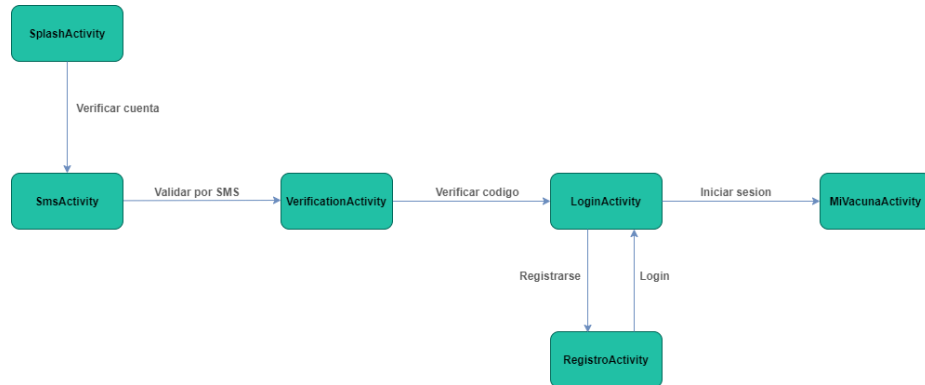 SplashActivity
Verificar cuenta
SmsActivity
Validar por SMS
VerificationActivity
Verificar codigo
LoginActivity
Iniciar sesion
MiVacunaActivity
Registrarse
Login
RegistroActivity